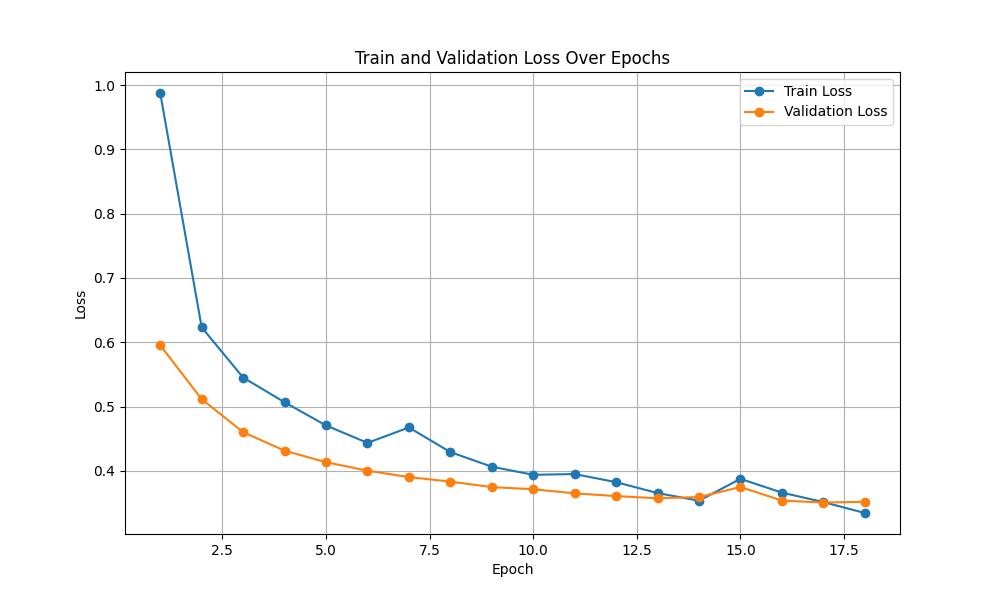 Train and Validation Loss Over Epochs
Train Loss
Validation Loss
1.0
0.9
0.8
0.7
0.6
0.5
0.4
Loss
2.5 5.0 7.5 10.0 12.5 15.0 17.5
Epoch